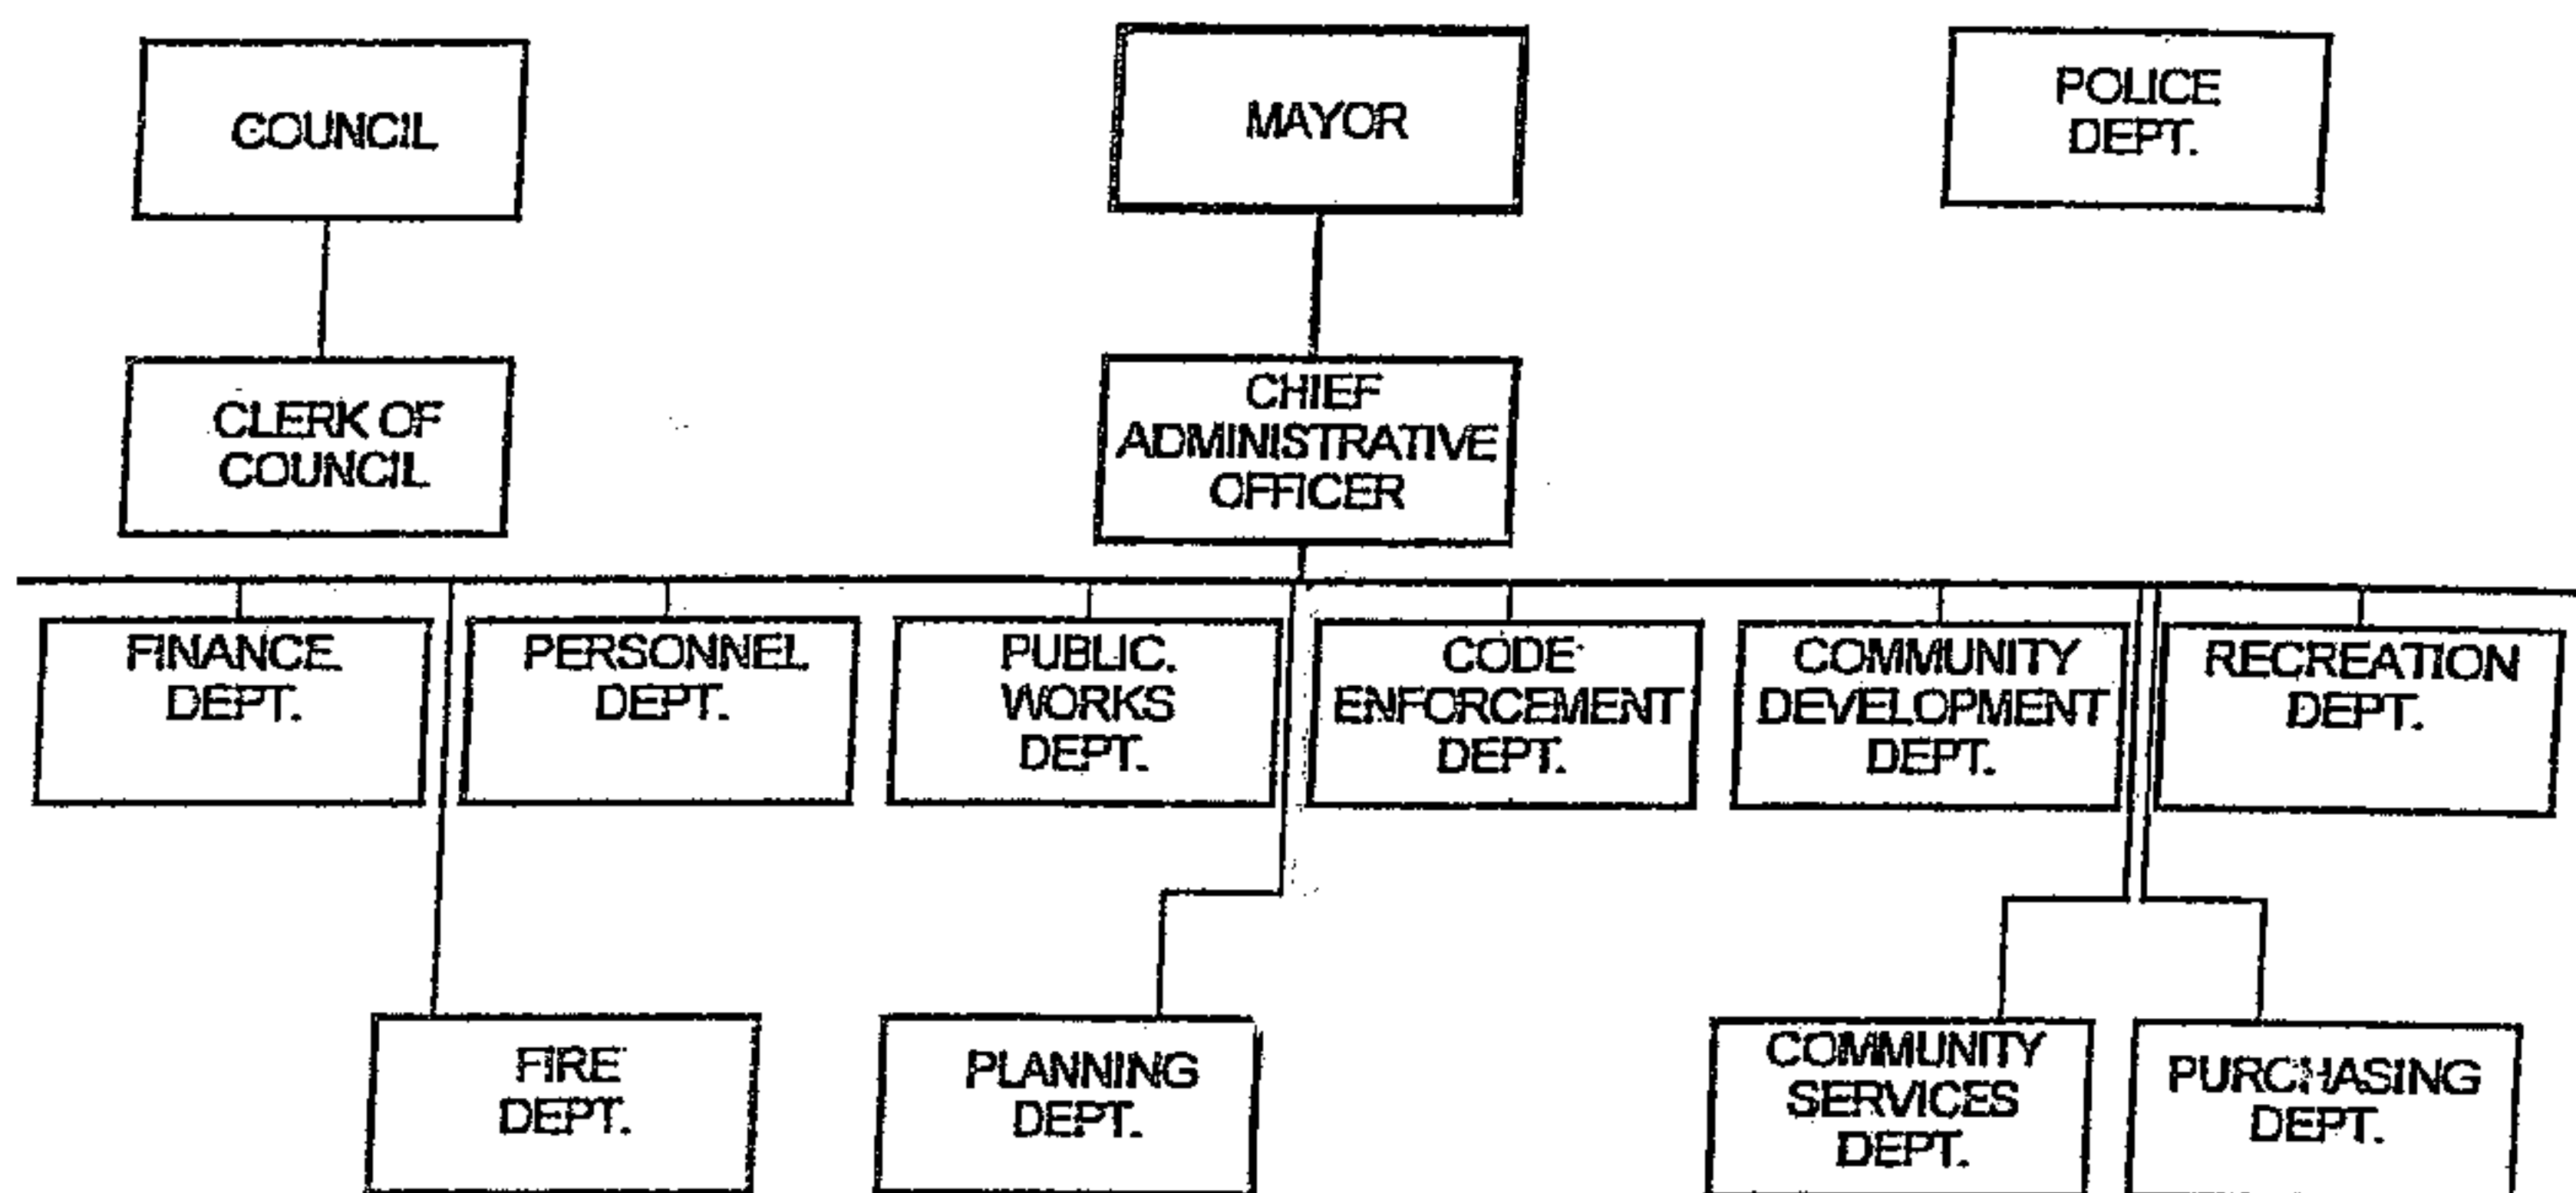 COUNCIL
MAYOR
POLICE
DEPT.
CLERK OF
COUNCIL
CHIEF
ADMINISTRATIVE
OFFICER
FINANCE
DEPT.
PERSONNEL
DEPT.
PUBLIC.
WORKS
DEPT.
CODE
ENFORCEMENT
DEPT.
COMMUNITY
DEVELOPMENT
DEPT.
RECREATION
DEPT.
FIRE
DEPT.
PLANNING
DEPT.
COMMUNITY
SERVICES
DEPT.
PURCHASING
DEPT.